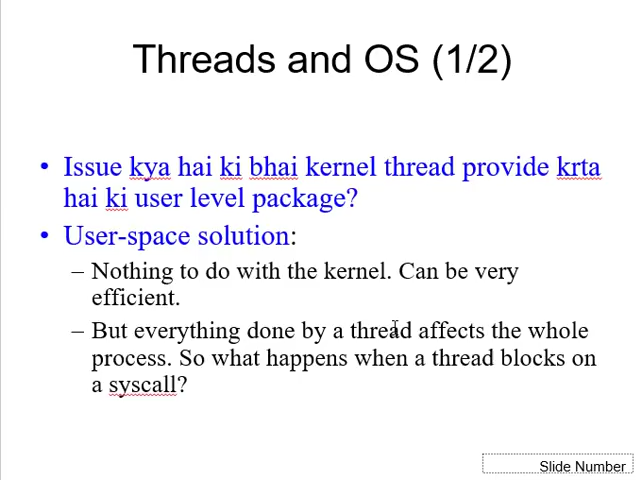 Threads and OS (1/2)
• Issue kya hai ki bhai kernel thread provide krta
hai ki user level package?
• User-space solution:
– Nothing to do with the kernel. Can be very
efficient.
– But everything done by a thread affects the whole
process. So what happens when a thread blocks on
a syscall?
Slide Number